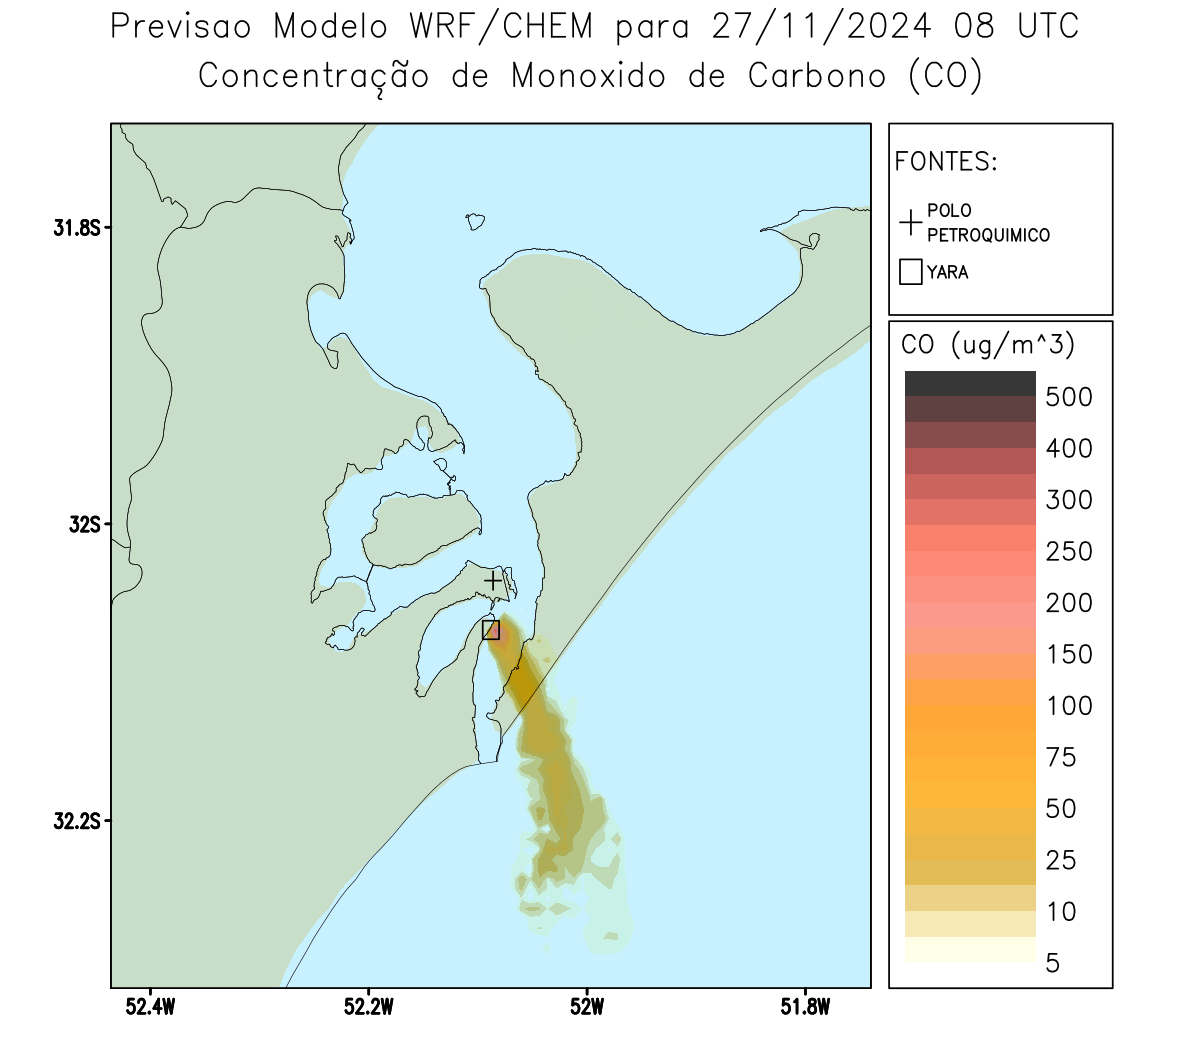 Previsao Modelo WRF/CHEM para 27/11/2024 08 UTC
Concentração de Monoxido de Carbono (CO)
FONTES:
POLO
PETROQUIMICO
YARA
CO (ug/m^3)
500
400
300
250
200
150
100
75
50
25
10
5
31.8S
32S
32.2S
52.4W
52.2W
52W
51.8W